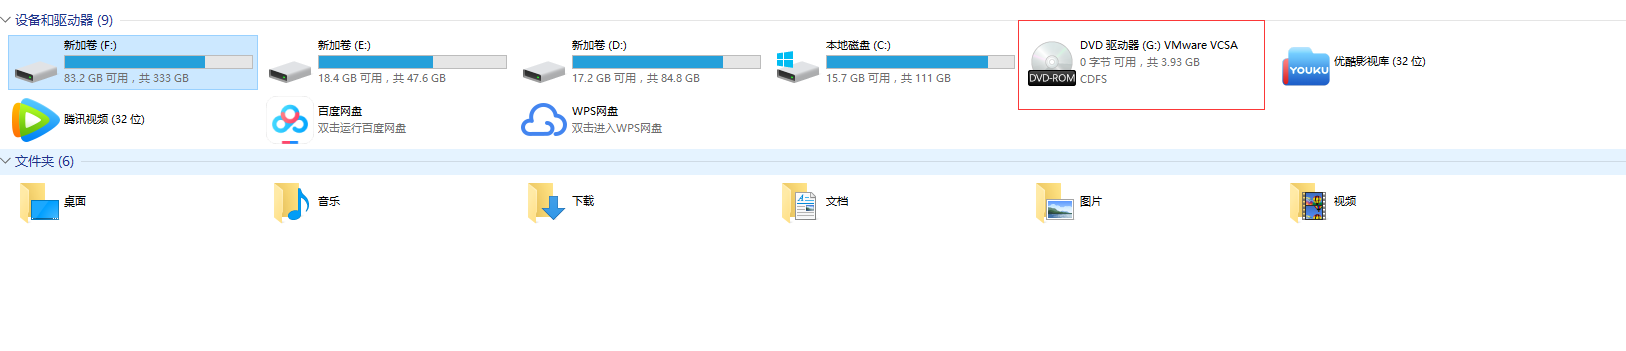 设备和驱动器 (9)
新加卷 (F:)
83.2 GB 可用，共 333 GB
新加卷 (E:)
18.4 GB 可用，共 47.6 GB
新加卷 (D:)
17.2 GB 可用，共 84.8 GB
本地磁盘 (C:)
15.7 GB 可用，共 111 GB
DVD-ROM
DVD 驱动器 (G:) VMware VCSA
0 字节 可用，共 3.93 GB
CDFS
YOUKU
优酷影视库 (32 位)
腾讯视频 (32 位)
百度网盘
双击运行百度网盘
WPS网盘
双击进入WPS网盘
文件夹 (6)
桌面
音乐
下载
文档
图片
视频